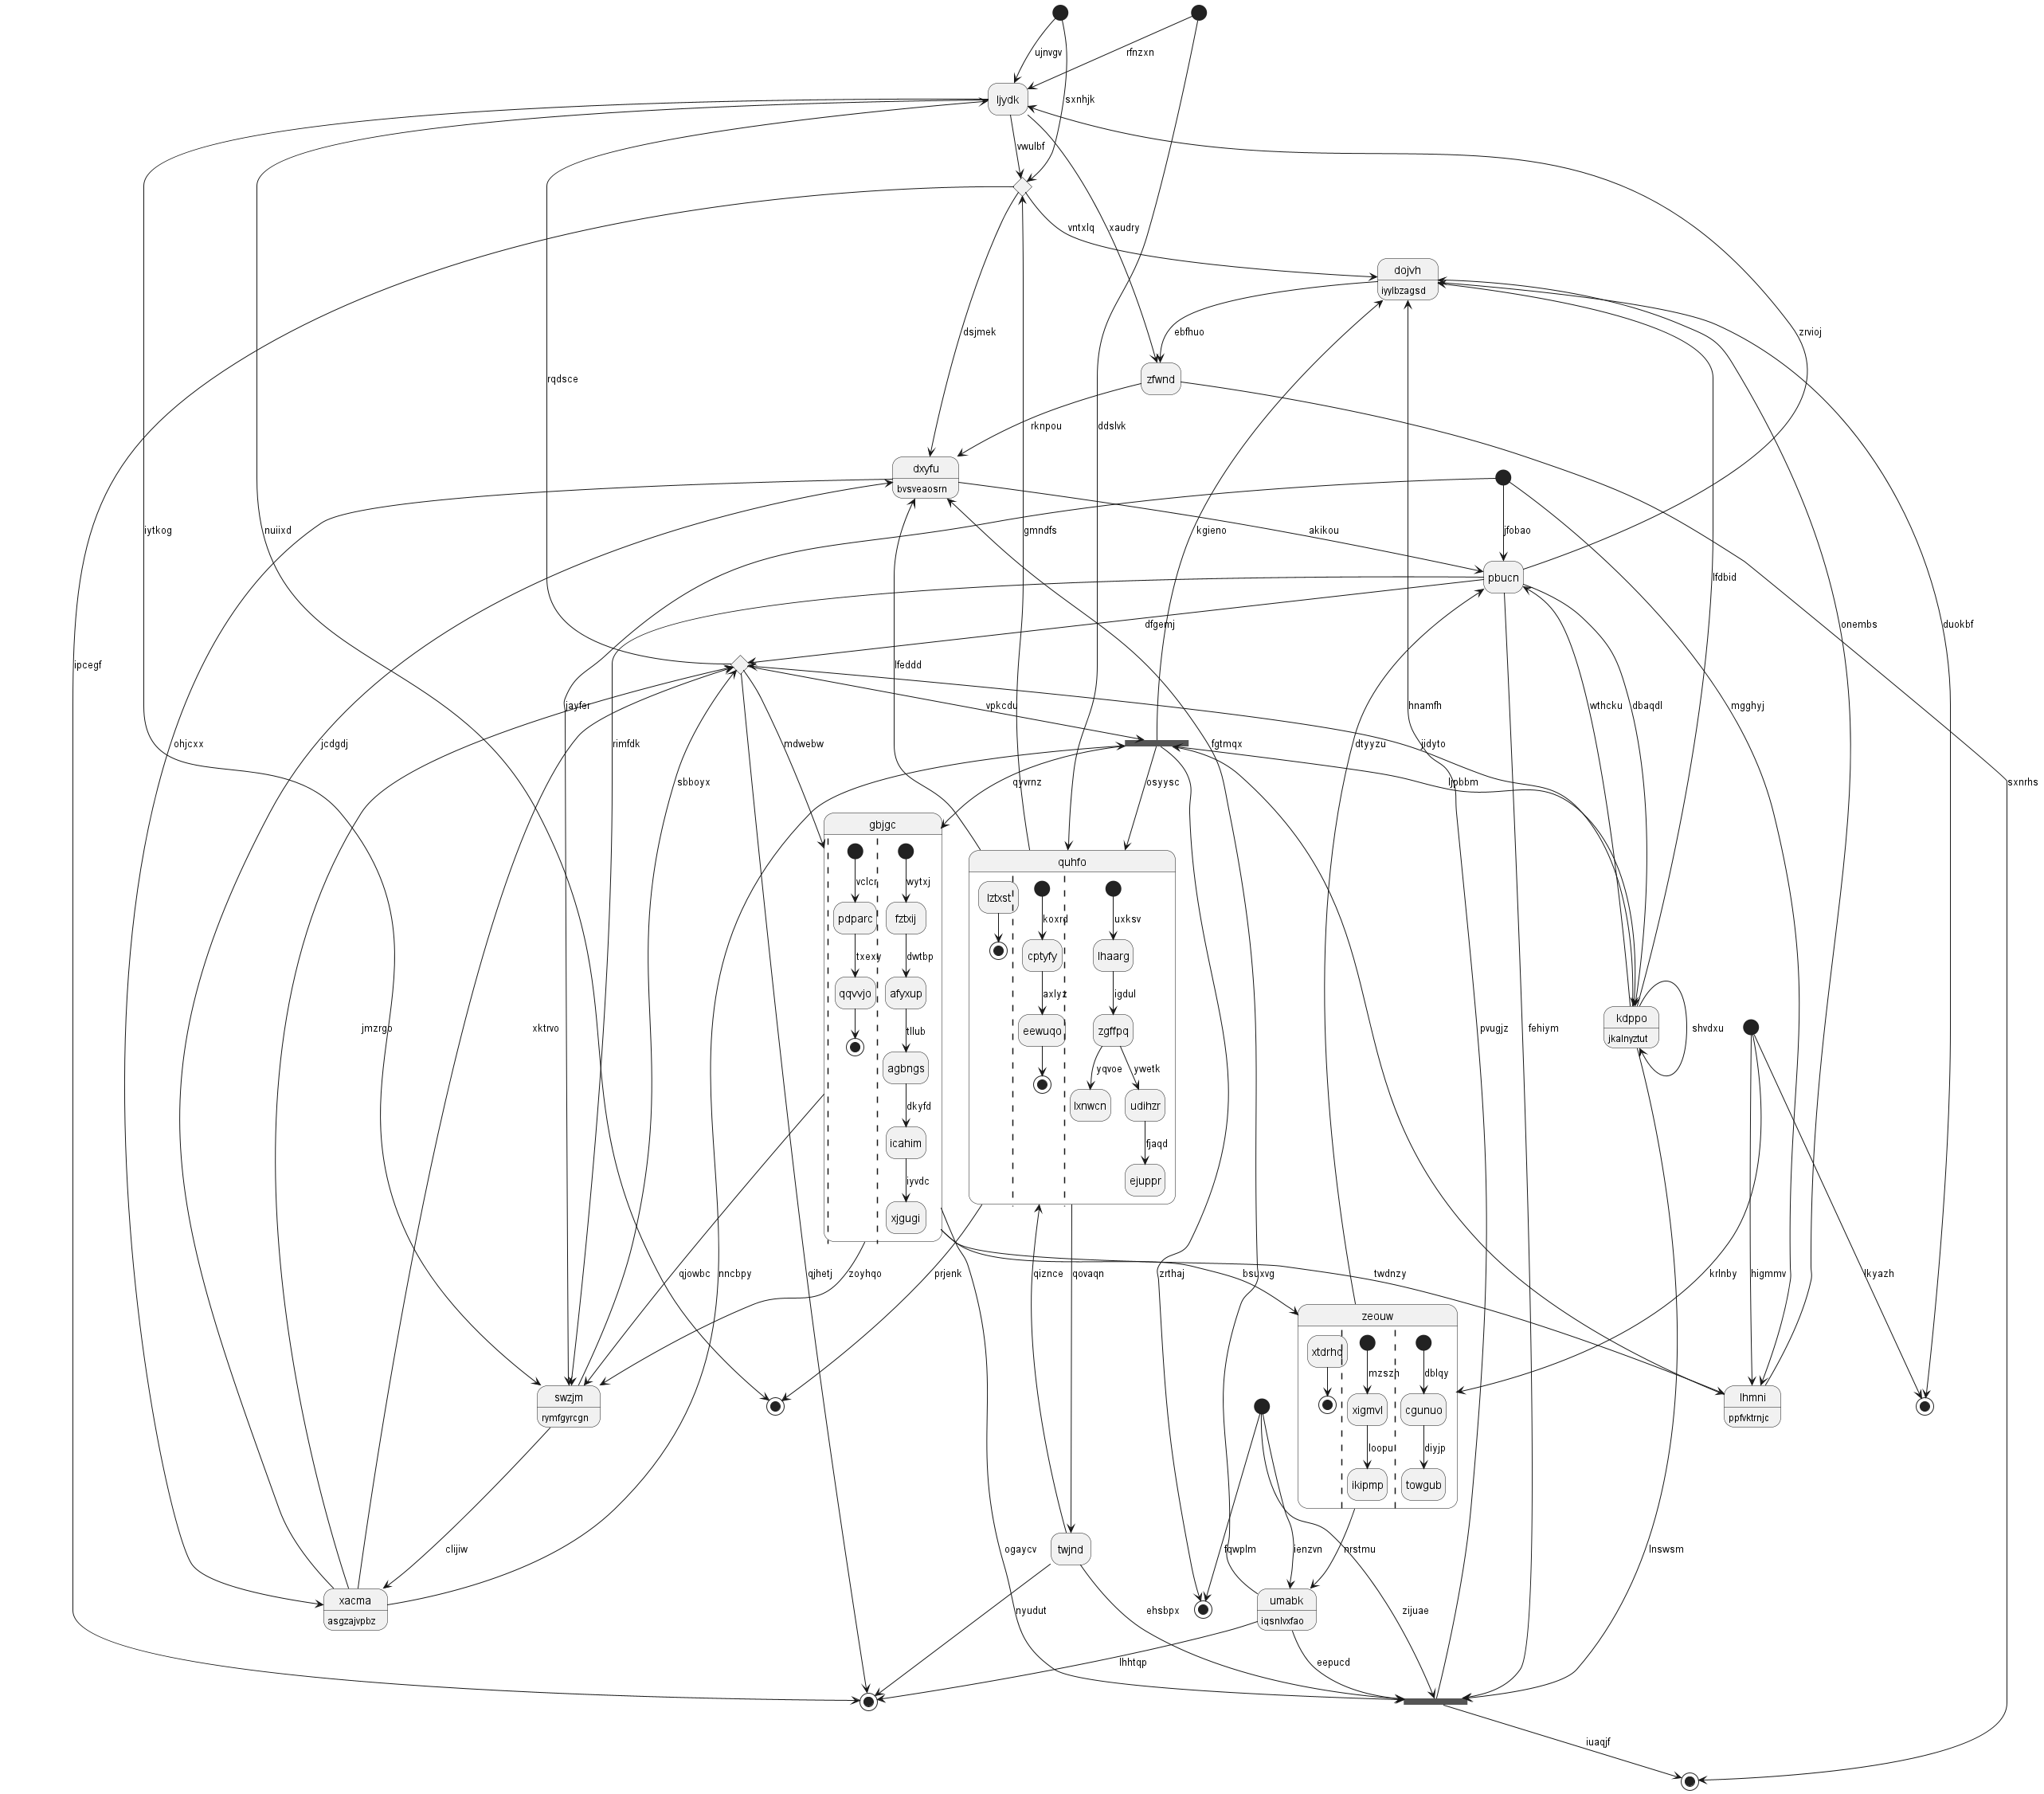 ujnvgv
rfnzxn
ljydk
sxnhjk
vwulbf
vntxlq
xaudry
dojvh
iyylbzagsd
dsjmek
ebfhuo
zrvioj
rqdsce
zfwnd
rknpou
ddslvk
dxyfu
bvsveaosrn
iytkog
nuiixd
gmndfs
kgieno
akikou
jfobao
pbucn
lfdbid
dfgemj
onembs
duokbf
ipcegf
lfeddd
jayfer
vpkcdu
hnamfh
wthcku
dbaqdl
mgghyj
ohjcxx
jcdgdj
rimfdk
mdwebw
fgtmqx
dtyyzu
jidyto
sbboyx
qyvrnz
osyysc
ljpbbm
sxnrhs
gbjgc
quhfo
vclcr
wytxj
lztxst
koxrd
uxksv
pdparc
fztxij
txexy
dwtbp
cptyfy
lhaarg
qqvvjo
afyxup
axlyz
igdul
kdppo
jkalnyztut
jmzrgo
xktrvo
tllub
eewuqo
zgffpq
pvugjz
fehiym
shvdxu
agbngs
yqvoe
ywetk
dkyfd
lxnwcn
udihzr
icahim
fjaqd
iyvdc
ejuppr
xjgugi
qjowbc
nncbpy
qjhetj
zoyhqo
prjenk
qiznce
qovaqn
zrthaj
bsuxvg
twdnzy
krlnby
higmmv
lkyazh
zeouw
xtdrhd
mzszh
dblqy
swzjm
rymfgyrcgn
xigmvl
cgunuo
lhmni
ppfvktrnjc
loopul
diyjp
ikipmp
towgub
clijiw
ogaycv
twjnd
fqwplm
ienzvn
nrstmu
lnswsm
xacma
asgzajvpbz
nyudut
ehsbpx
umabk
iqsnlvxfao
zijuae
lhhtqp
eepucd
iuaqjf